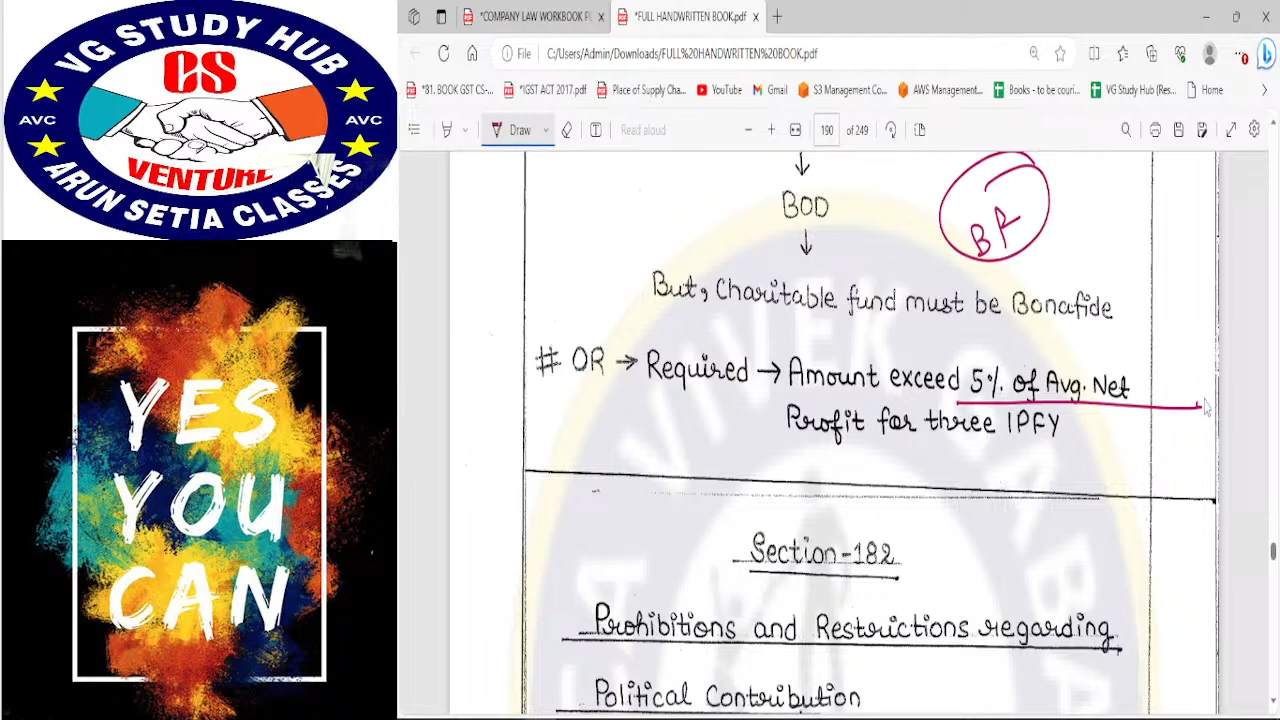 VG STUDY HUB
CS
AVC
AVC
VENTURE
ARUN SETIA CLASSES
YES
YOU
CAN
*COMPANY LAW WORKBOOK FU
*FULL HANDWRITTEN BOOK.pdf
File
C:/Users/Admin/Downloads/FULL%20HANDWRITTEN%20BOOK.pdf
*81. BOOK GST CS-...
*IGST ACT 2017.pdf
Place of Supply Cha...
YouTube
Gmail
S3 Management Co...
AWS Management...
Books - to be couri...
VG Study Hub (Res...
Home
Draw
Read aloud
190
of 249
BOD
BR
But, Charitable fund must be Bonafide
# OR → Required → Amount exceed 5% of Avg. Net
Profit for three IPFY
Section-182
Prohibitions and Restrictions regarding
Political Contribution